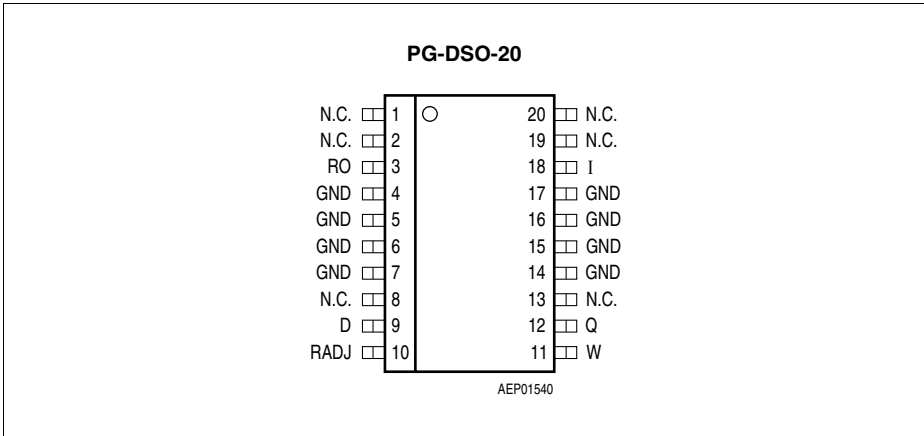 PG-DSO-20
N.C. 1 20 N.C.
N.C. 2 19 N.C.
RO 3 18 I
GND 4 17 GND
GND 5 16 GND
GND 6 15 GND
GND 7 14 GND
N.C. 8 13 N.C.
D 9 12 Q
RADJ 10 11 W
AEP01540